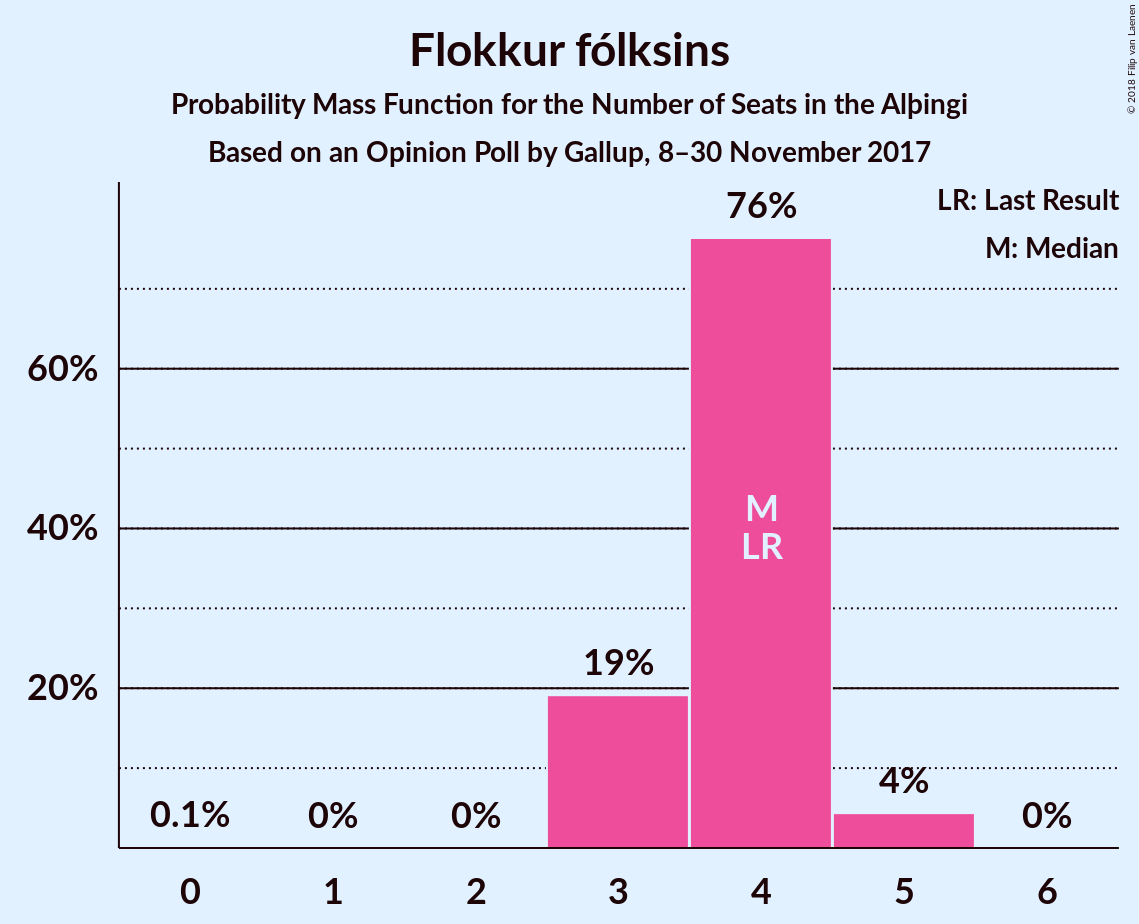 Flokkur fólksins
Probability Mass Function for the Number of Seats in the Alþingi
Based on an Opinion Poll by Gallup, 8–30 November 2017
© 2018 Filip van Laenen
LR: Last Result
M: Median
76%
60%
40%
20%
M
LR
19%
0.1%
0%
0%
4%
0%
0
1
2
3
4
5
6